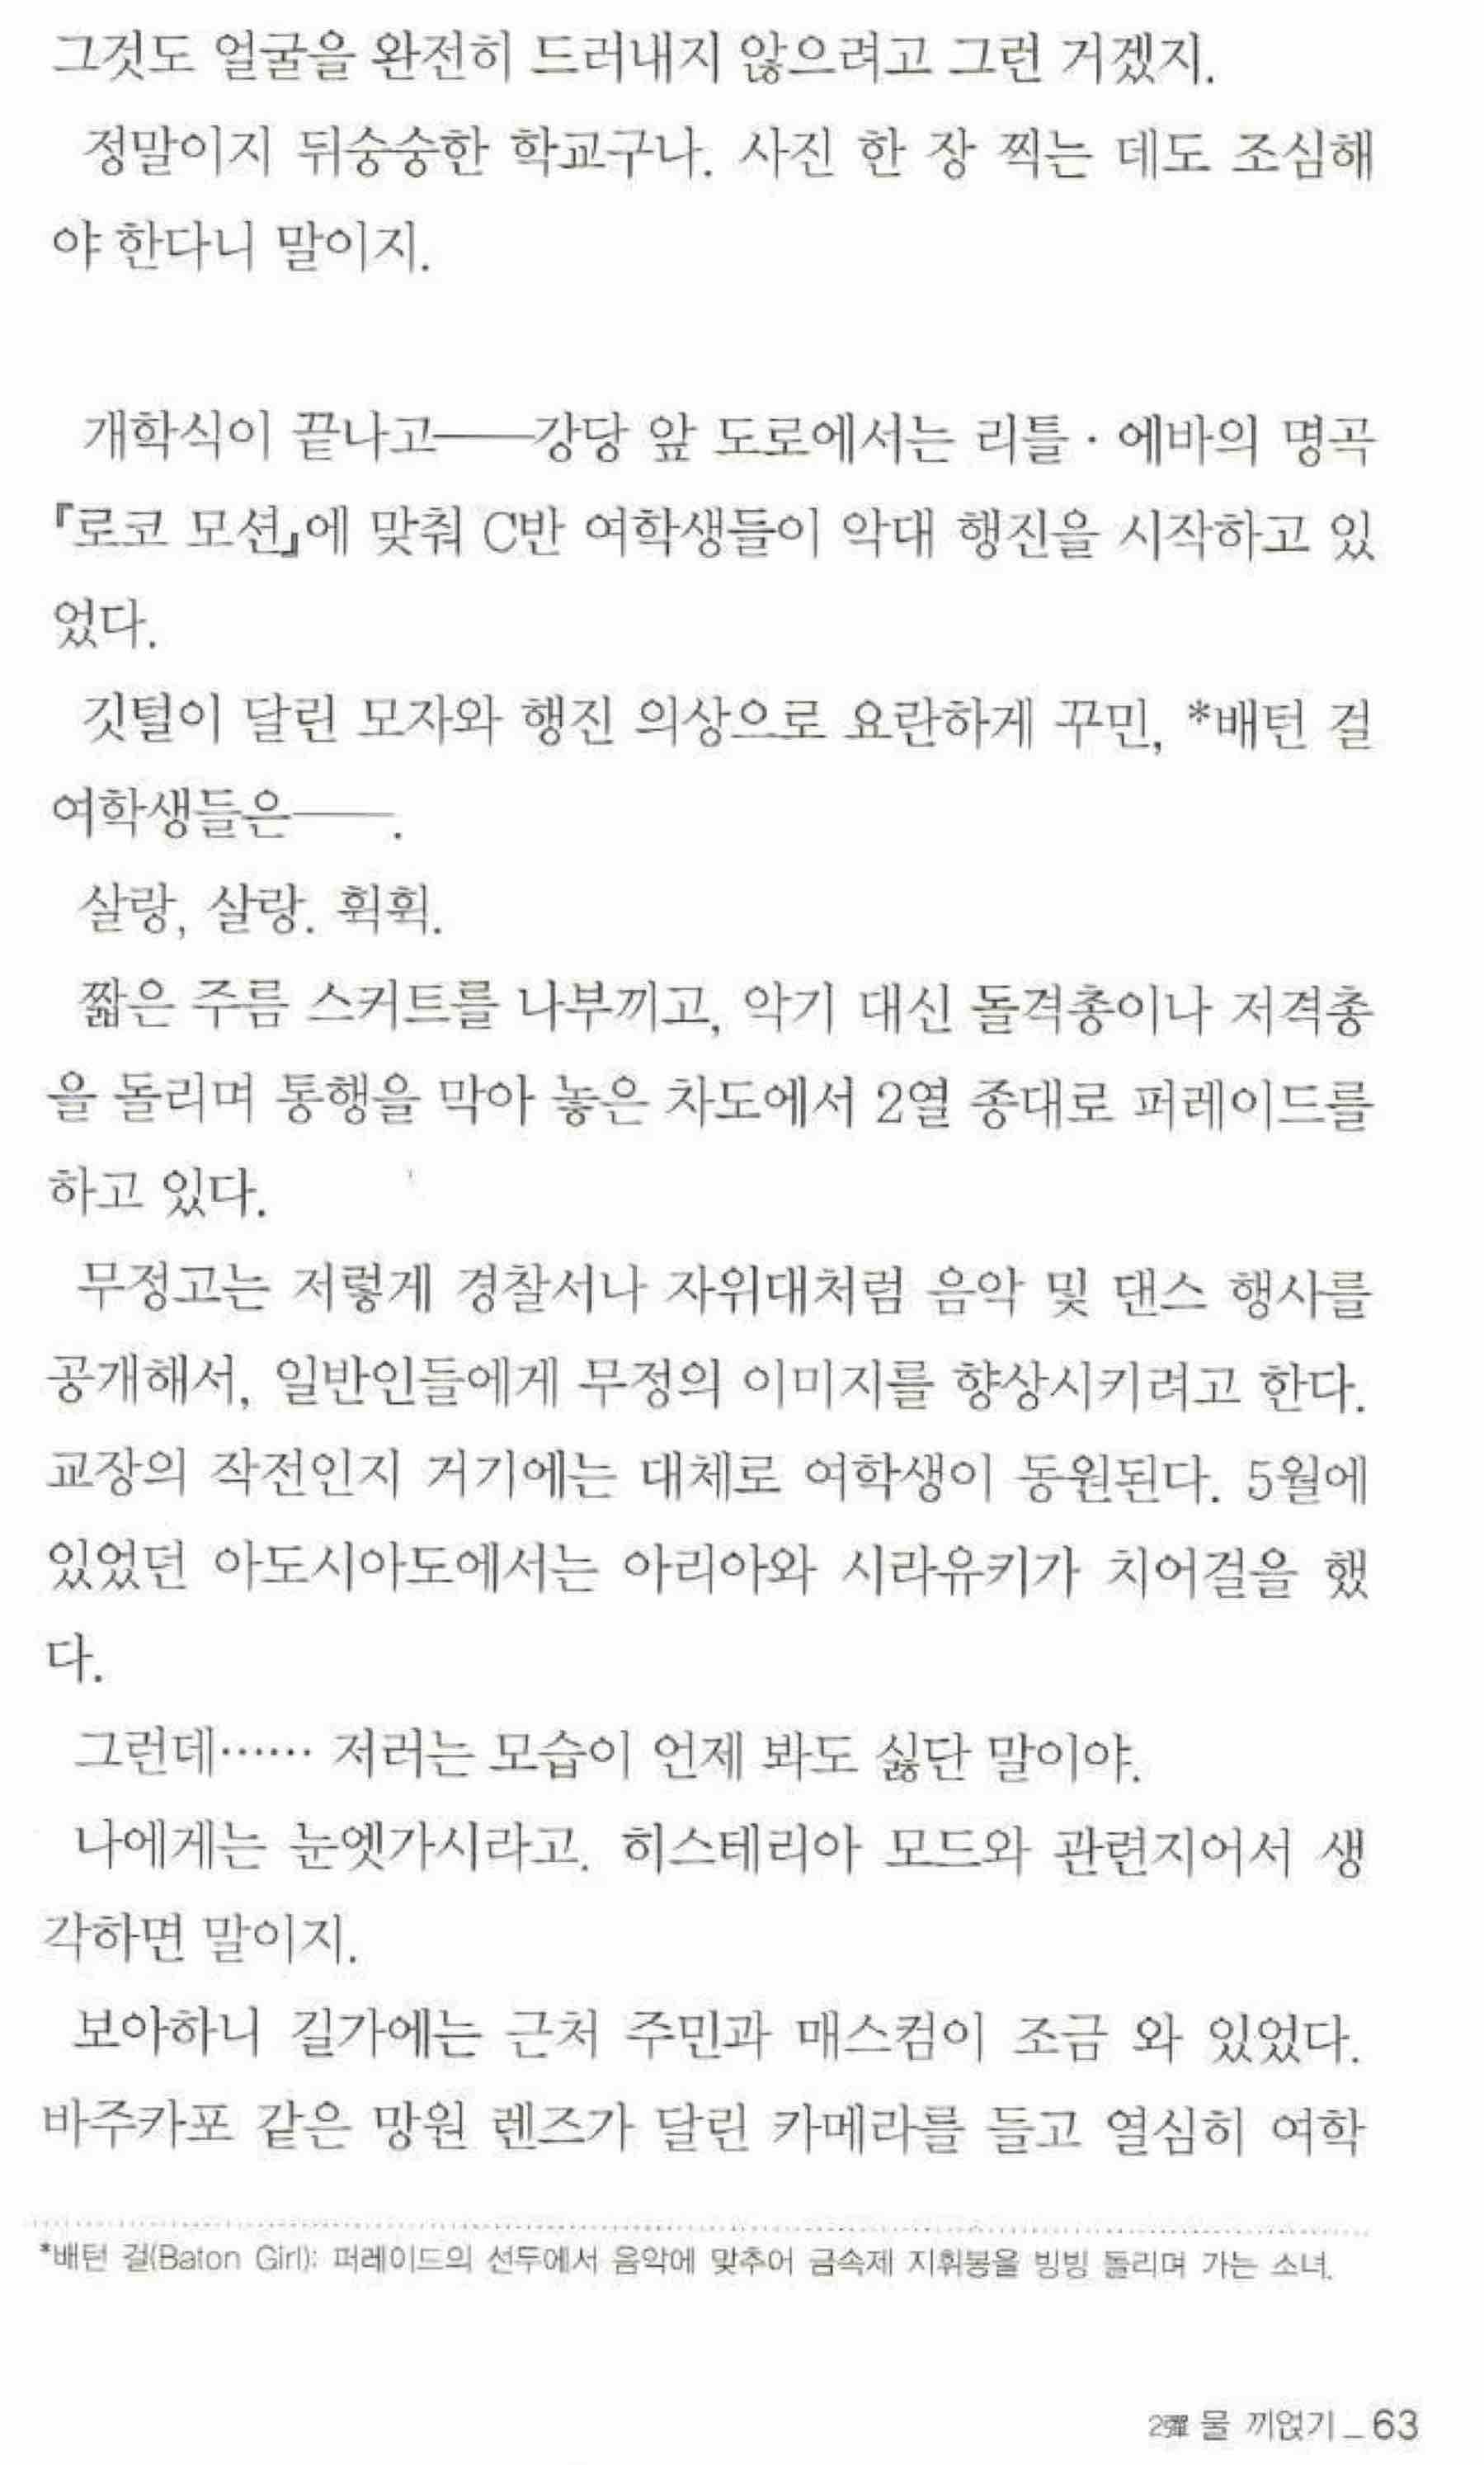 그것도 얼굴을 완전히 드러내지 않으려고 그런 거겠지.
정말이지 뒤숭숭한 학교구나. 사진 한 장 찍는 데도 조심해
야 한다니 말이지.
개학식이 끝나고──강당 앞 도로에서는 리틀·에바의 명곡
『로코 모션』에 맞춰 C반 여학생들이 악대 행진을 시작하고 있
었다.
깃털이 달린 모자와 행진 의상으로 요란하게 꾸민, *배턴 걸
여학생들은──.
살랑, 살랑. 휙휙.
짧은 주름 스커트를 나부끼고, 악기 대신 돌격총이나 저격총
을 돌리며 통행을 막아 놓은 차도에서 2열 종대로 퍼레이드를
하고 있다.
무정고는 저렇게 경찰서나 자위대처럼 음악 및 댄스 행사를
공개해서, 일반인들에게 무정의 이미지를 향상시키려고 한다.
교장의 작전인지 거기에는 대체로 여학생이 동원된다. 5월에
있었던 아도시아도에서는 아리아와 시라유키가 치어걸을 했
다.
그런데…… 저러는 모습이 언제 봐도 싫단 말이야.
나에게는 눈엣가시라고. 히스테리아 모드와 관련지어서 생
각하면 말이지.
보아하니 길가에는 근처 주민과 매스컴이 조금 와 있었다.
바주카포 같은 망원 렌즈가 달린 카메라를 들고 열심히 여학
*배턴 걸(Baton Girl): 퍼레이드의 선두에서 음악에 맞추어 금속제 지휘봉을 빙빙 돌리며 가는 소녀.
2彈 물 끼얹기_63